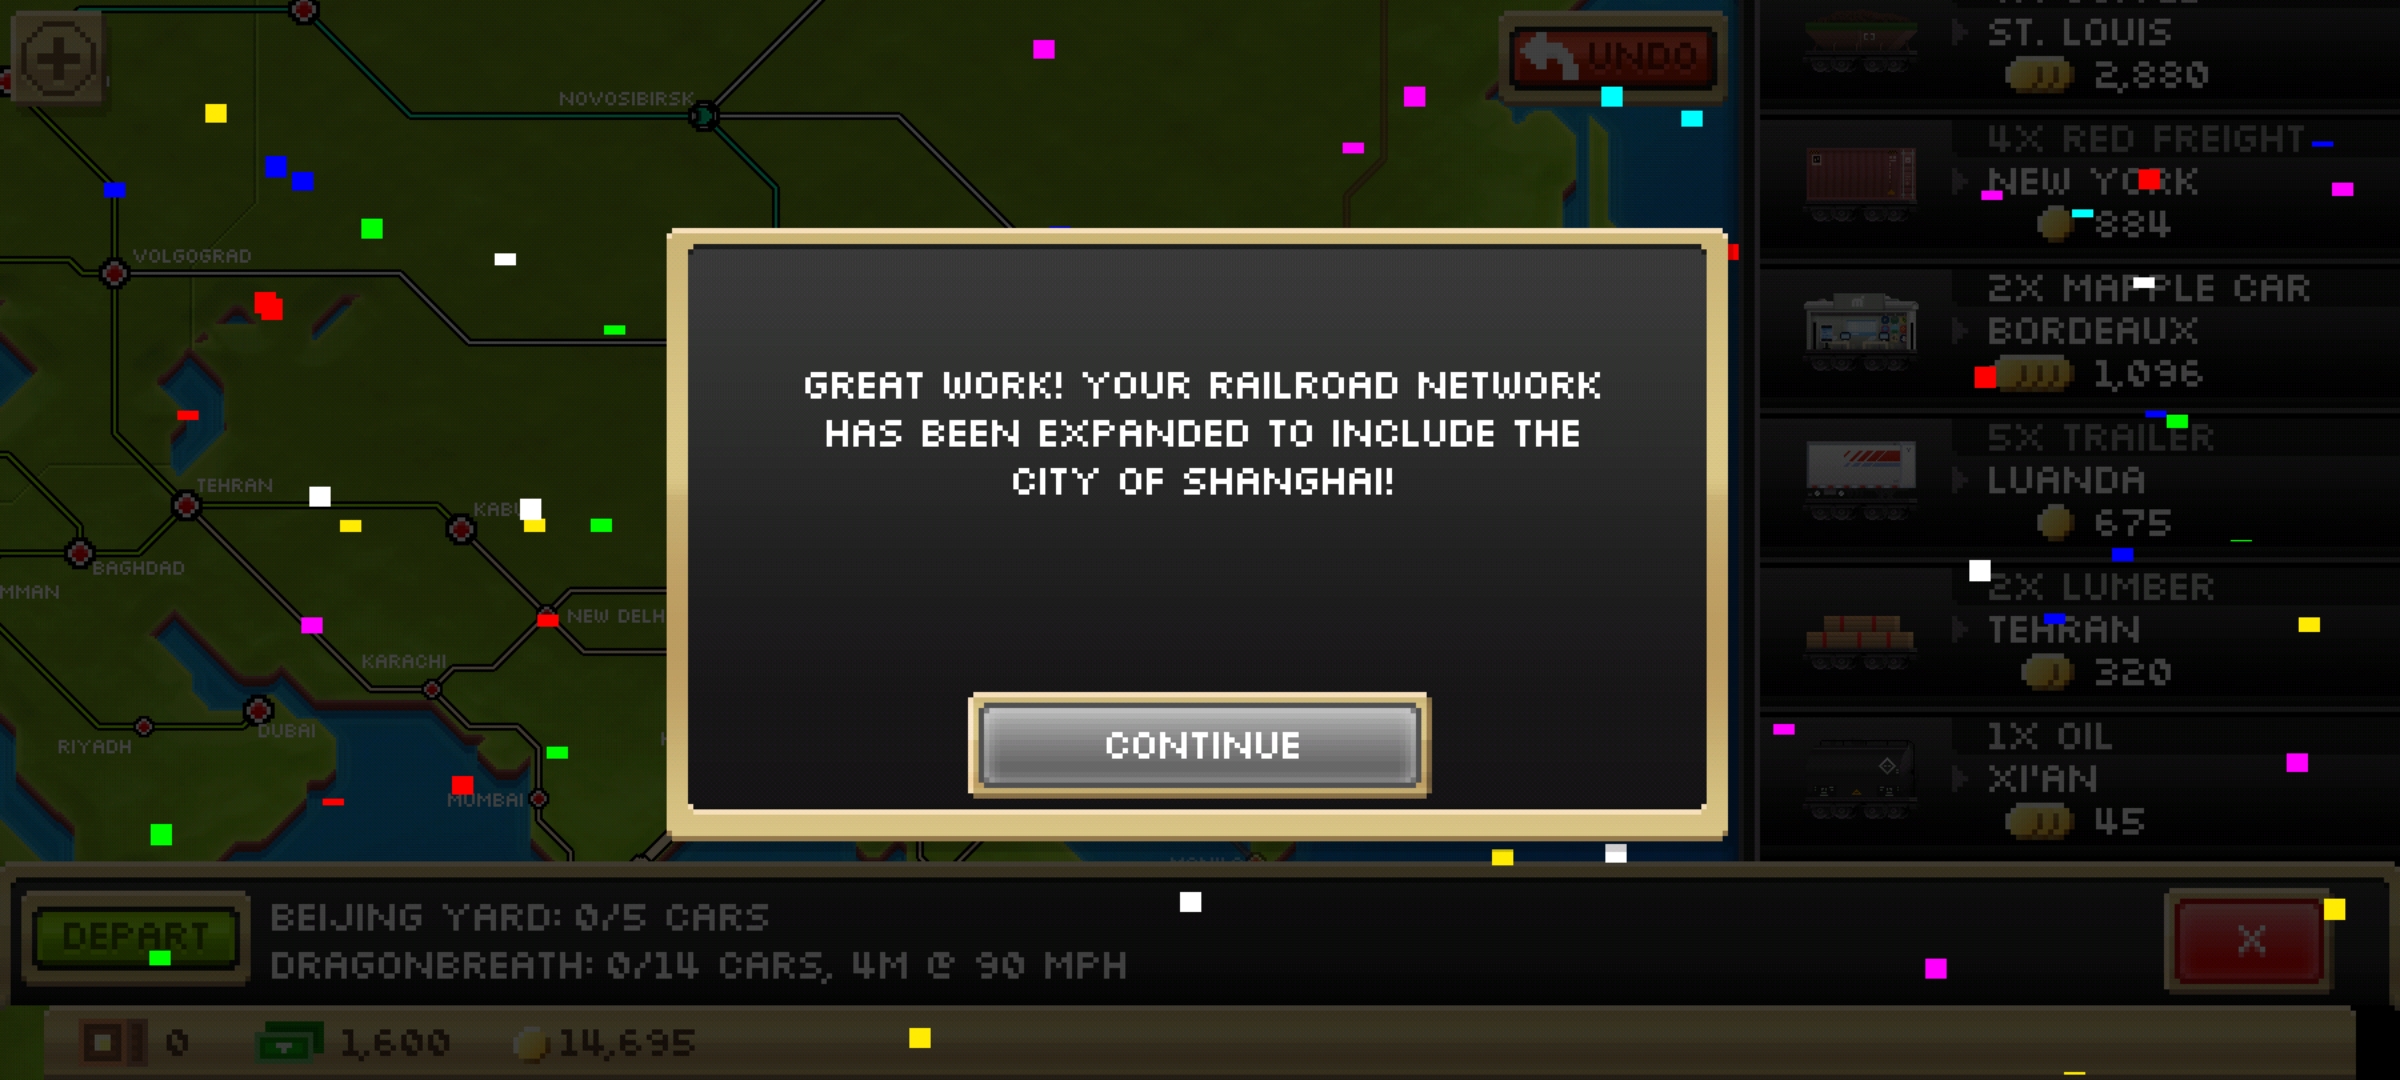 UNDO
NOVOSIBIRSK
VOLGOGRAD
TEHRAN
BAGHDAD
MMAN
NEW DELH
KARACHI
DUBAI
RIYADH
MUMBAI
MANILA
GREAT WORK! YOUR RAILROAD NETWORK
HAS BEEN EXPANDED TO INCLUDE THE
CITY OF SHANGHAI!
CONTINUE
ST. LOUIS
2,880
4X RED FREIGHT
NEW YORK
884
2X MAPPLE CAR
BORDEAUX
1,096
5X TRAILER
LUANDA
675
2X LUMBER
TEHRAN
320
1X OIL
XI'AN
45
DEPART
BEIJING YARD: 0/5 CARS
DRAGONBREATH: 0/14 CARS, 4M @ 90 MPH
X
0
1,600
14,695